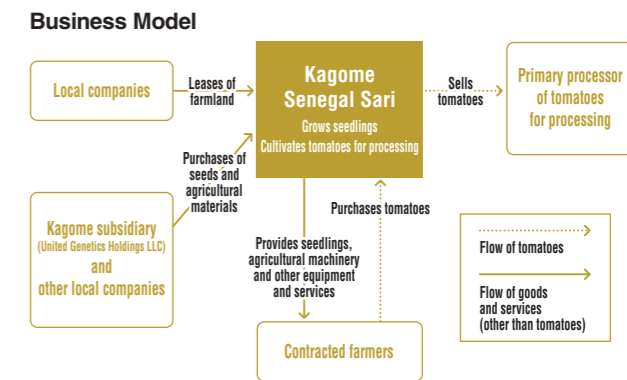 Business Model
Local companies
Leases of
farmland
Kagome
Senegal Sari
Grows seedlings
Cultivates tomatoes for processing
Sells
tomatoes
Primary processor
of tomatoes
for processing
Purchases of
seeds and
agricultural
materials
Kagome subsidiary
(United Genetics Holdings LLC)
and
other local companies
Purchases tomatoes
Provides seedlings,
agricultural machinery
and other equipment
and services
Contracted farmers
Flow of tomatoes
Flow of goods
and services
(other than tomatoes)